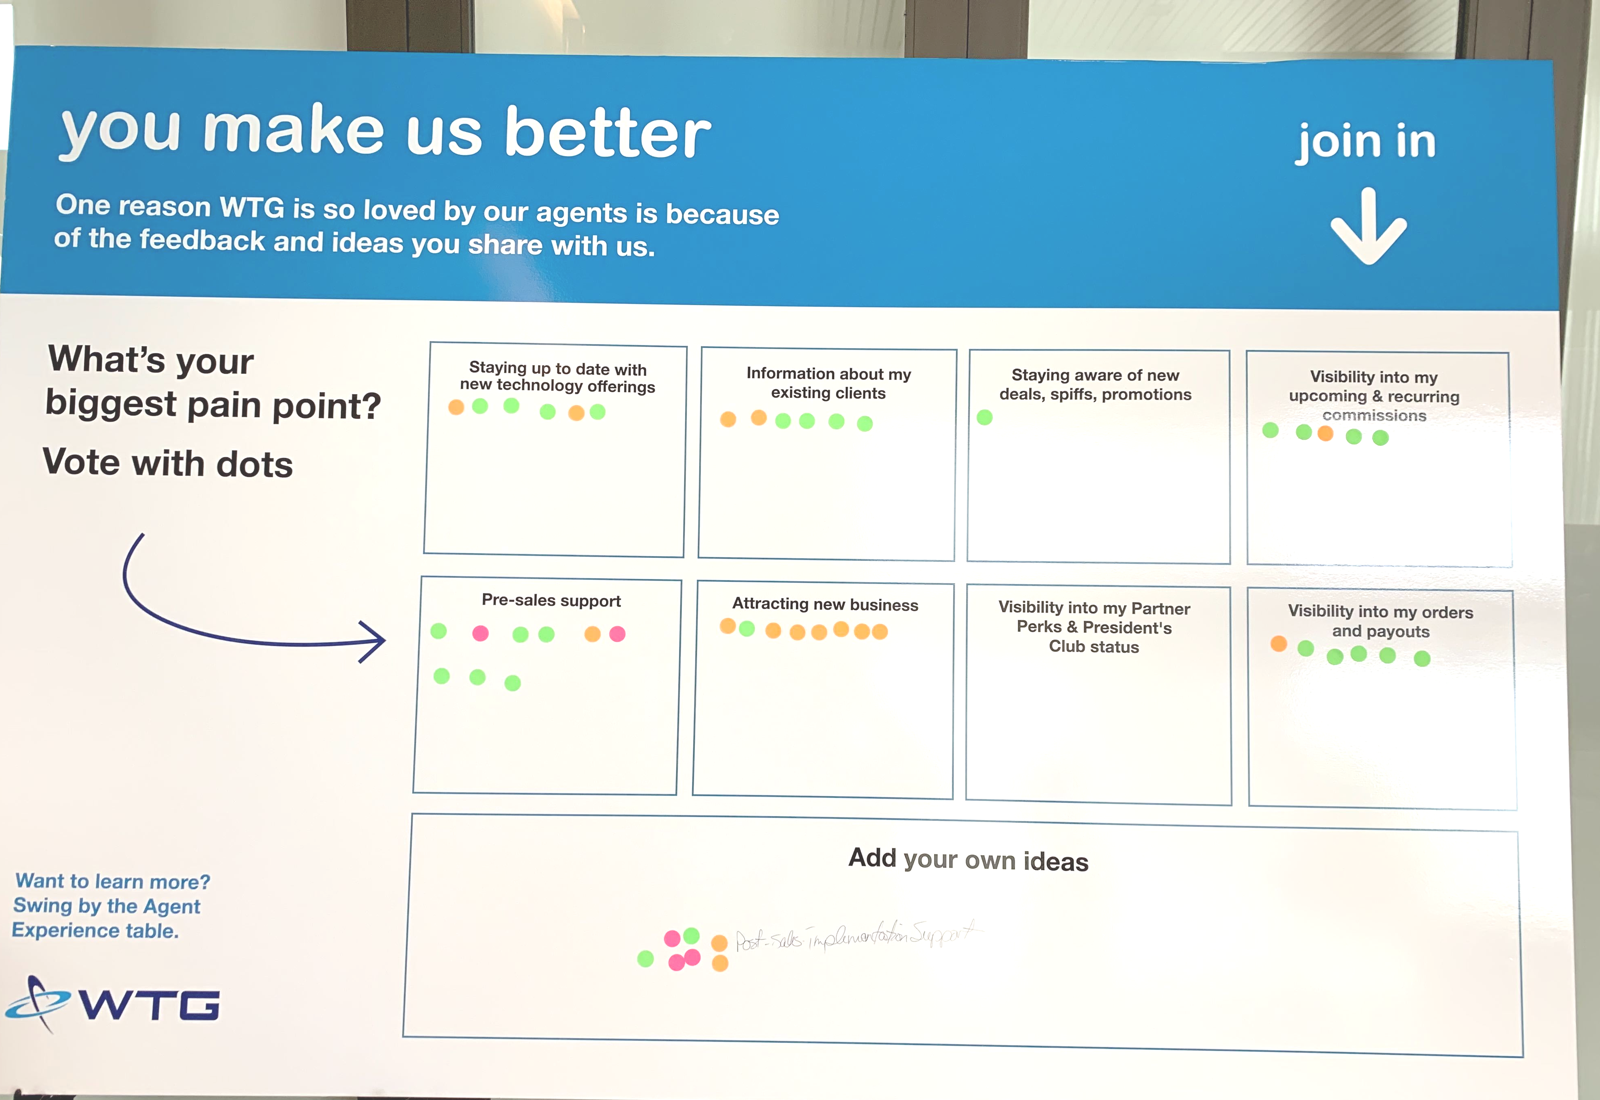 you make us better
One reason WTG is so loved by our agents is because
of the feedback and ideas you share with us.
join in
What's your
biggest pain point?
Vote with dots
Staying up to date with
new technology offerings
Information about my
existing clients
Staying aware of new
deals, spiffs, promotions
Visibility into my
upcoming & recurring
commissions
Pre-sales support
Attracting new business
Visibility into my Partner
Perks & President's
Club status
Visibility into my orders
and payouts
Add your own ideas
Post-Sales implementation Support
Want to learn more?
Swing by the Agent
Experience table.
WTG